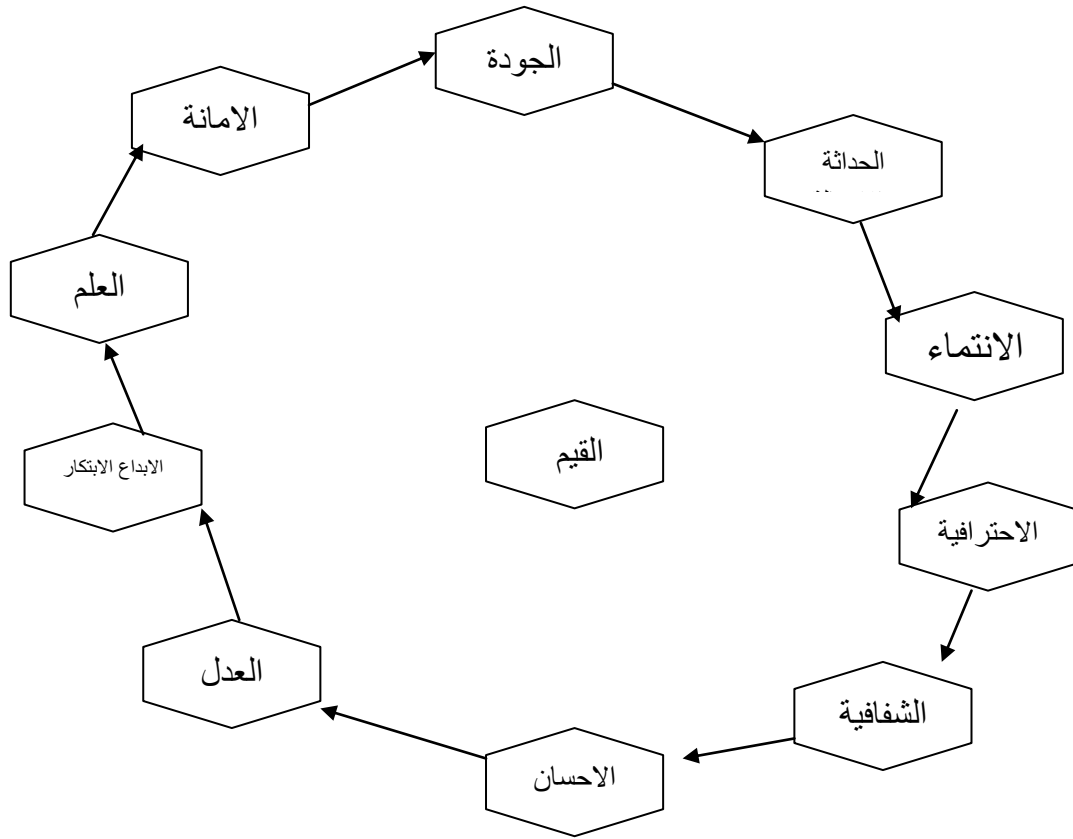 الجودة
الامانة
الحداثة
العلم
الانتماء
القيم
الابداع الابتكار
الاحترافية
العدل
الشفافية
الاحسان